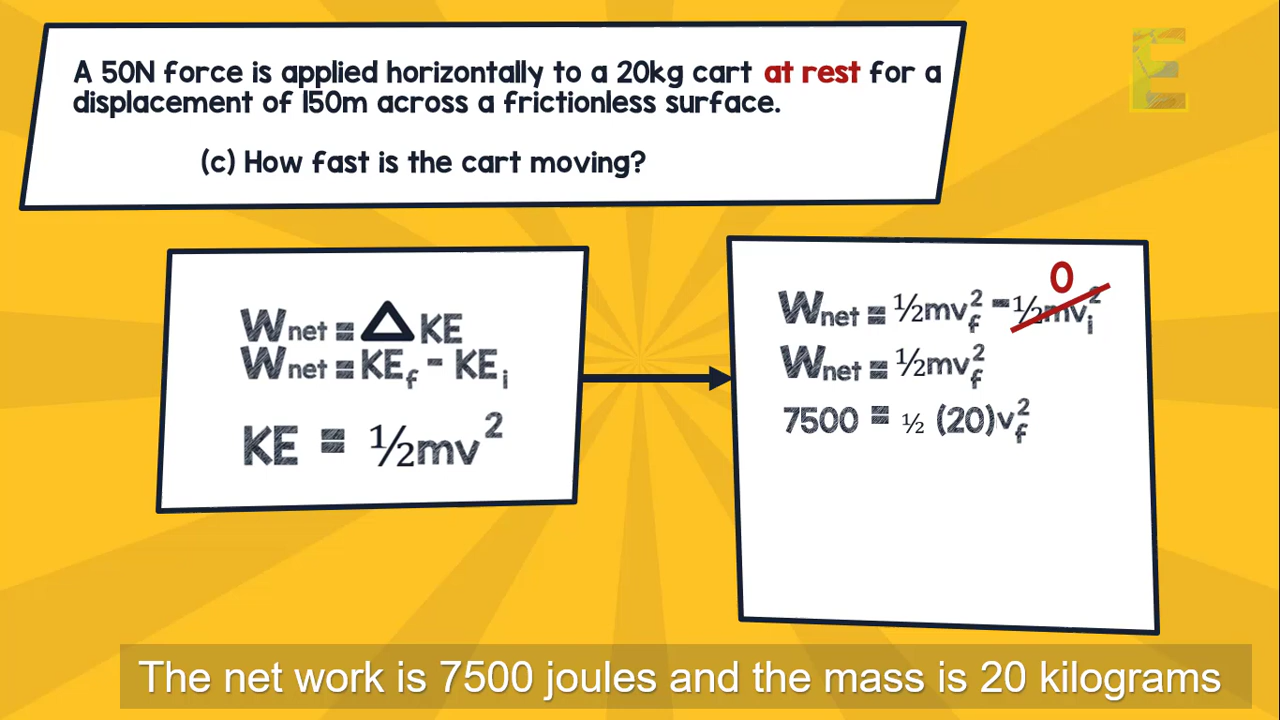 A 50N force is applied horizontally to a 20kg cart at rest for a
displacement of 150m across a frictionless surface.
(c) How fast is the cart moving?
E
Wnet = △KE
Wnet = KEf - KEi
KE = ½mv²
0
Wnet = ½mvf² - ½mvi²
Wnet = ½mvf²
7500 = ½ (20)vf²
The net work is 7500 joules and the mass is 20 kilograms